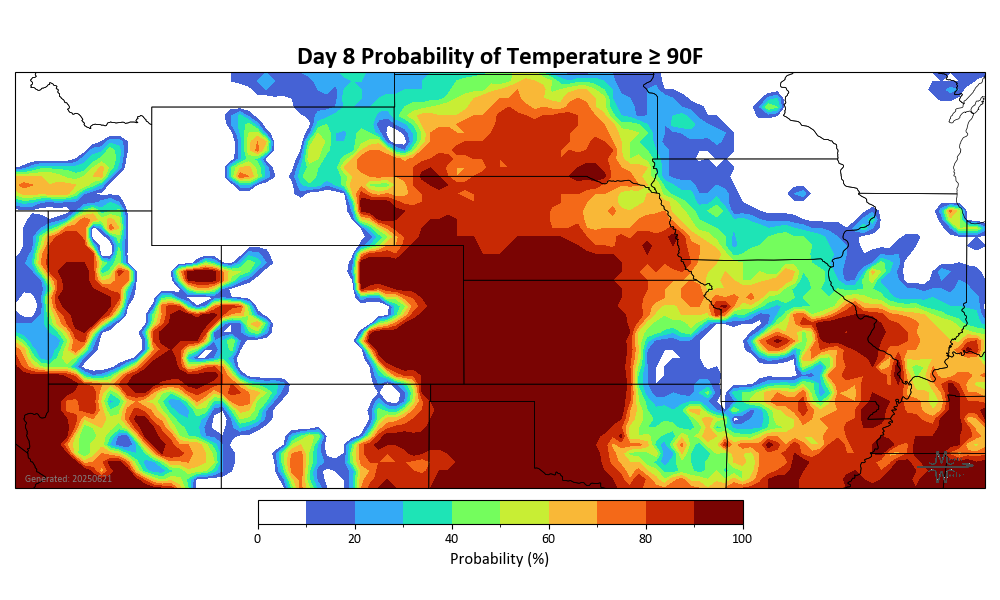 Day 8 Probability of Temperature ≥ 90F
Generated: 20250621
0 20 40 60 80 100
Probability (%)